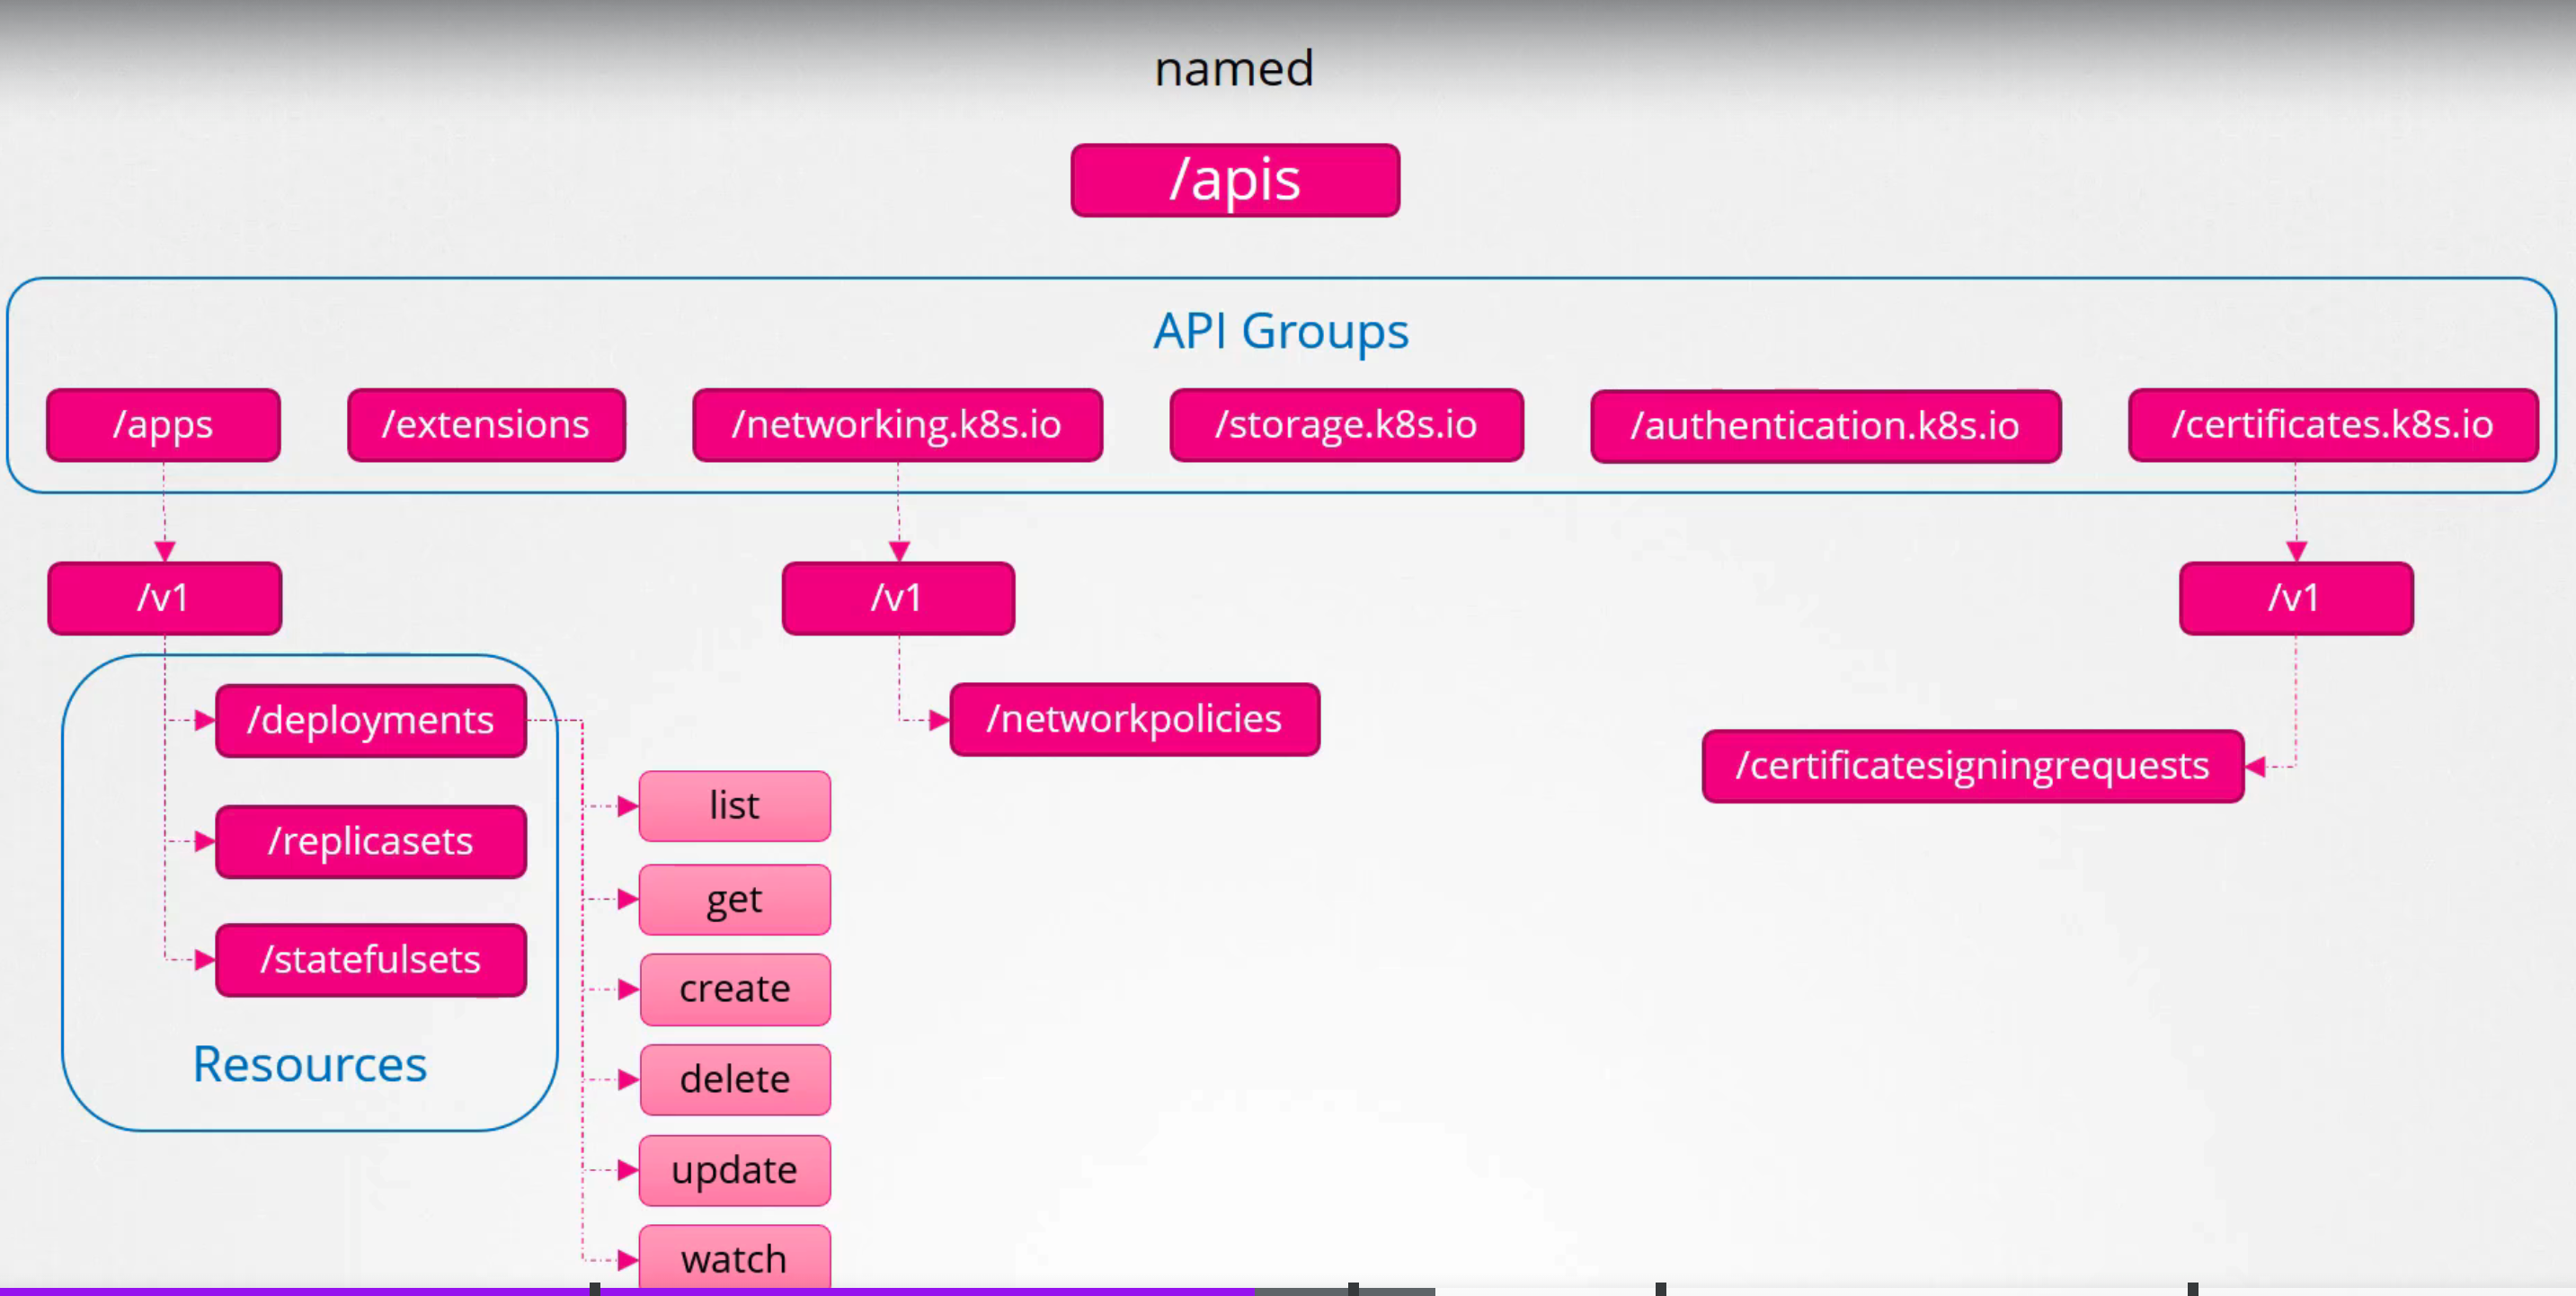 named
/apis
API Groups
/apps
/extensions
/networking.k8s.io
/storage.k8s.io
/authentication.k8s.io
/certificates.k8s.io
/v1
/v1
/v1
/deployments
/replicasets
/statefulsets
Resources
list
get
create
delete
update
watch
/networkpolicies
/certificatesigningrequests